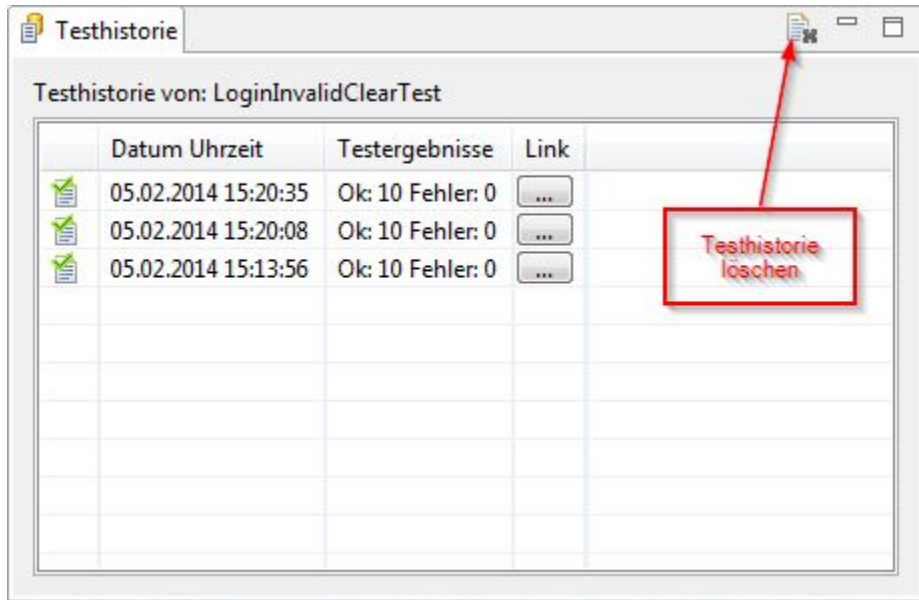 Testhistorie
Testhistorie von: LoginInvalidClearTest
Datum Uhrzeit Testergebnisse Link
05.02.2014 15:20:35 Ok: 10 Fehler: 0 ...
05.02.2014 15:20:08 Ok: 10 Fehler: 0 ...
05.02.2014 15:13:56 Ok: 10 Fehler: 0 ...
Testhistorie
löschen